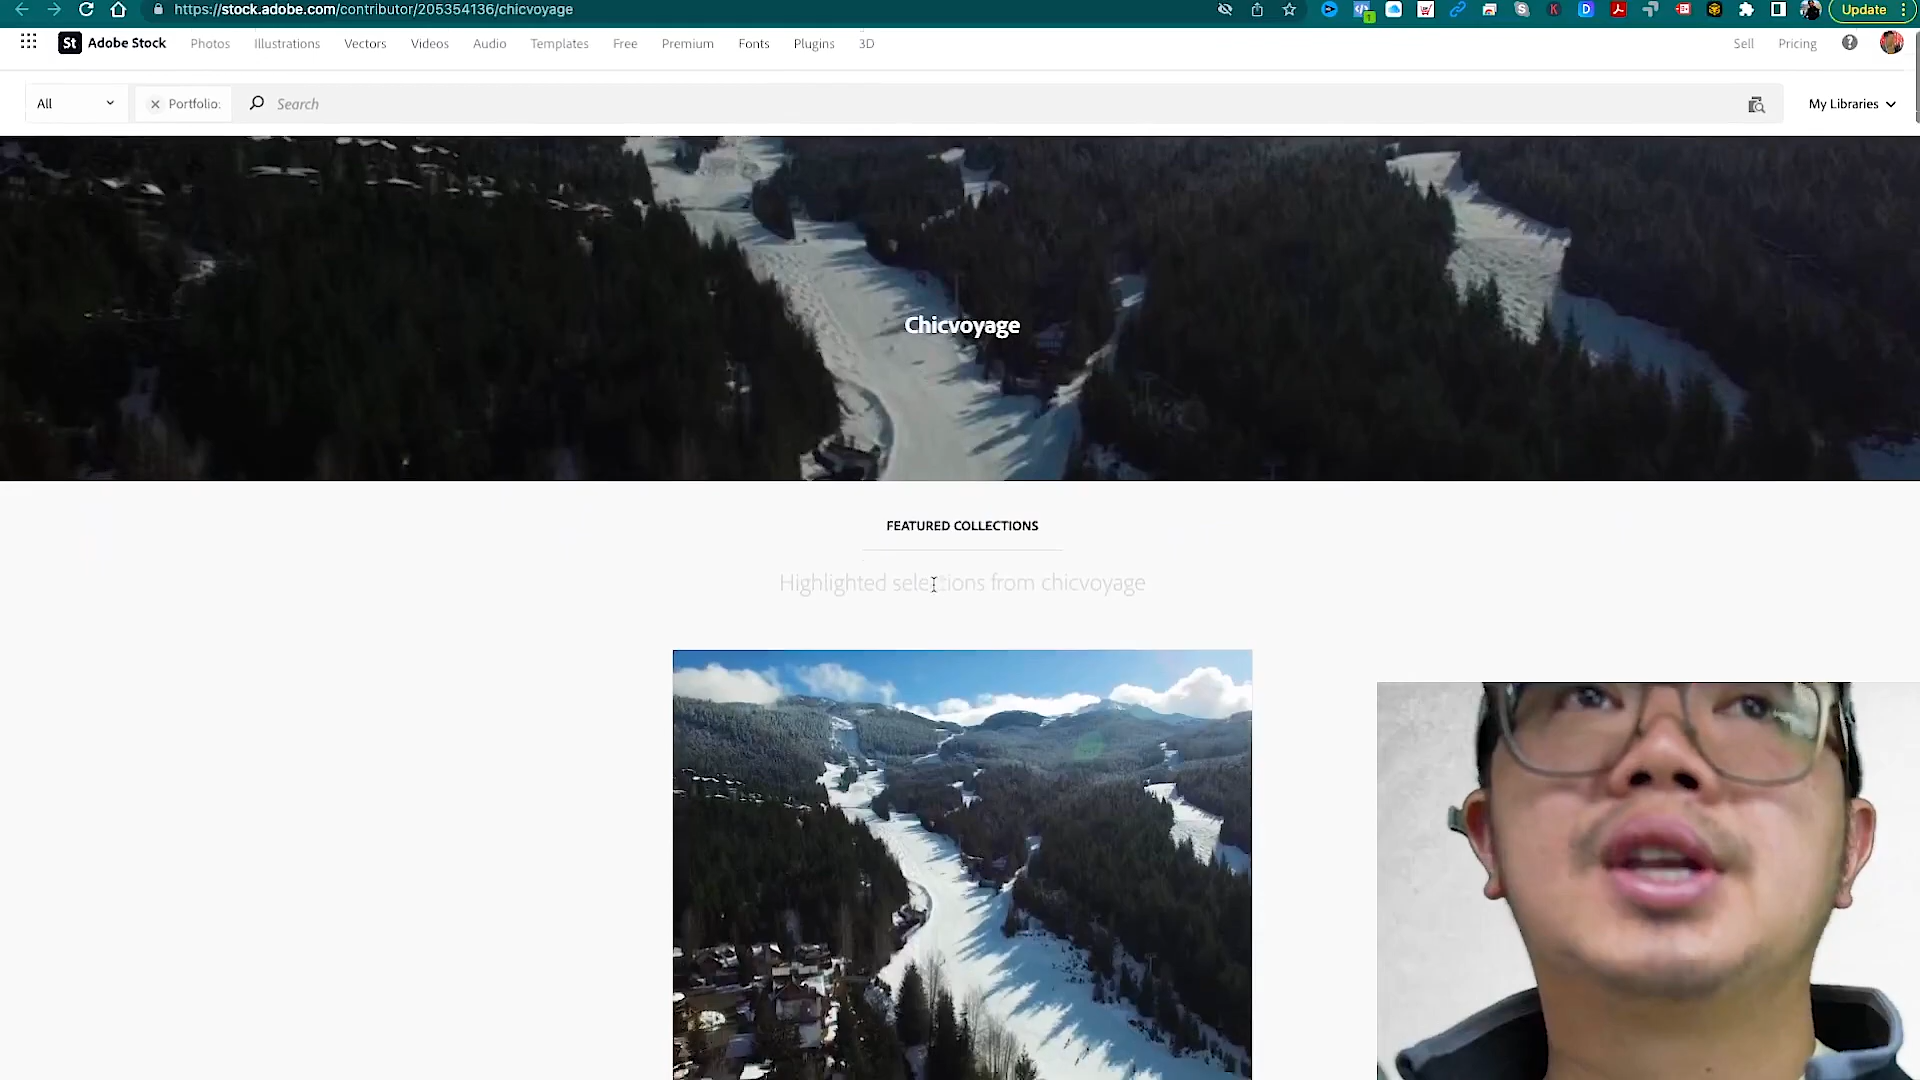 https://stock.adobe.com/contributor/205354136/chicvoyage
Update
St Adobe Stock Photos Illustrations Vectors Videos Audio Templates Free Premium Fonts Plugins 3D Sell Pricing
All Portfolio: Search My Libraries
Chicvoyage
FEATURED COLLECTIONS
Highlighted selections from chicvoyage